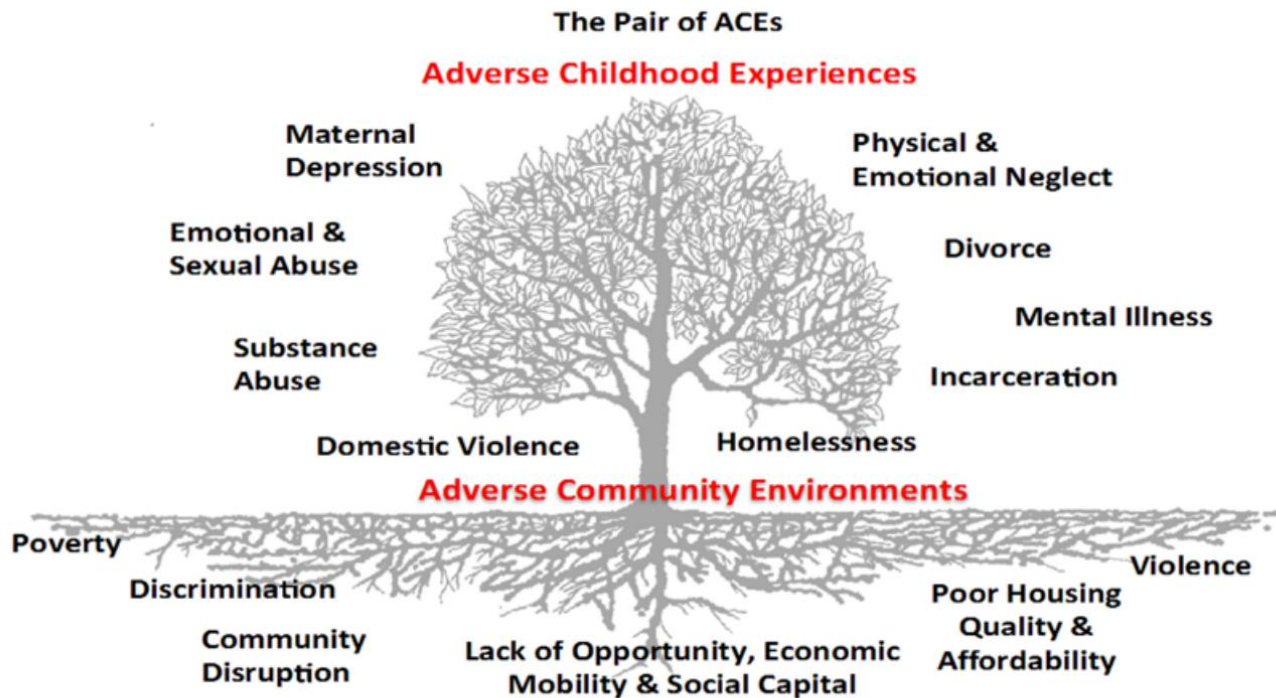 The Pair of ACEs
Adverse Childhood Experiences
Maternal
Depression
Physical &
Emotional Neglect
Emotional &
Sexual Abuse
Divorce
Mental Illness
Substance
Abuse
Incarceration
Domestic Violence
Homelessness
Adverse Community Environments
Poverty
Violence
Discrimination
Poor Housing
Quality &
Affordability
Community
Disruption
Lack of Opportunity, Economic
Mobility & Social Capital